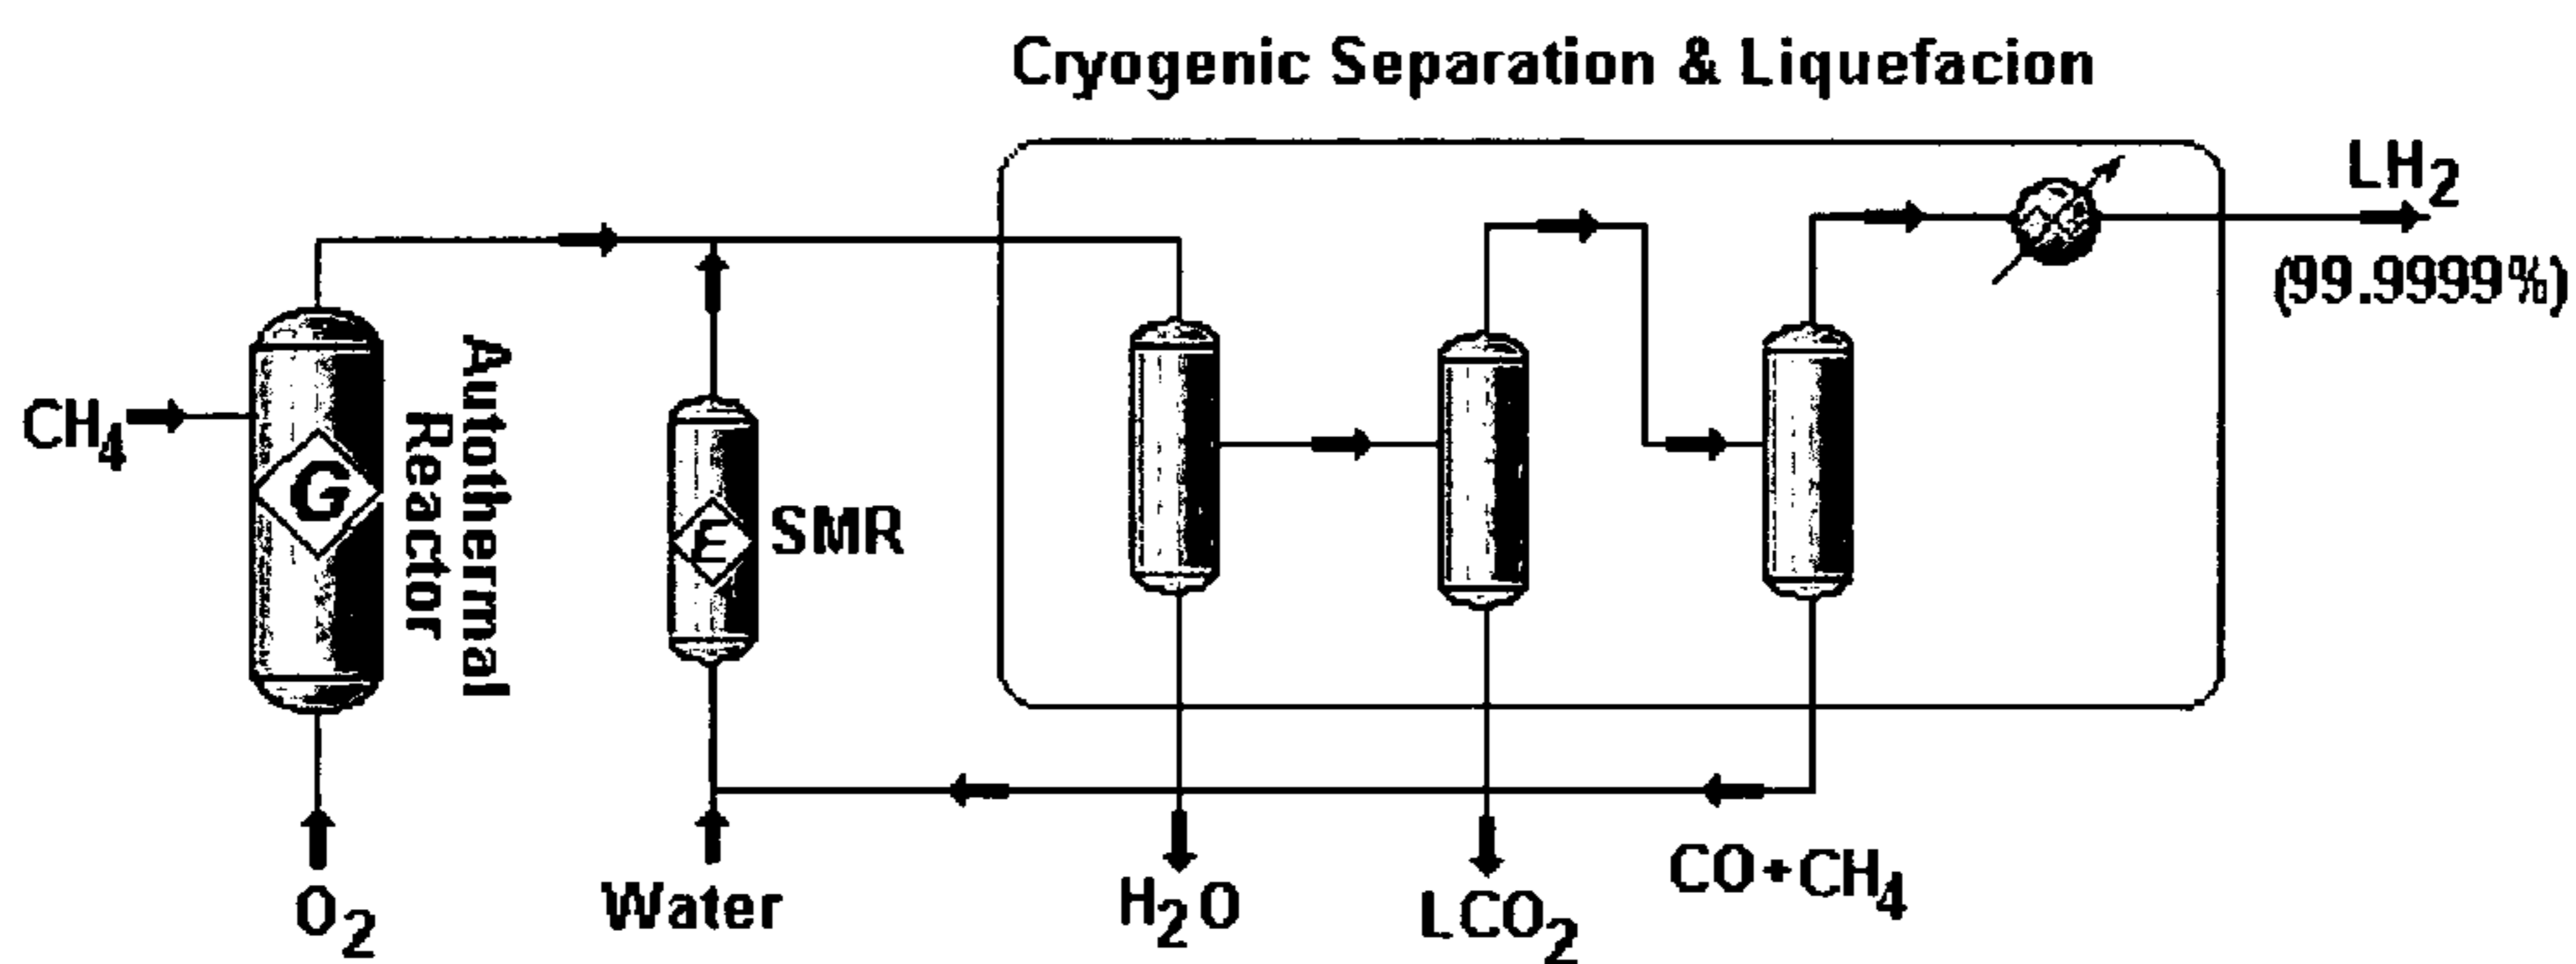 Cryogenic Separation & Liquefacion
LH2
(99.9999%)
CH4
G
Autothermal
Reactor
E
SMR
O2
Water
H2O
LCO2
CO+CH4